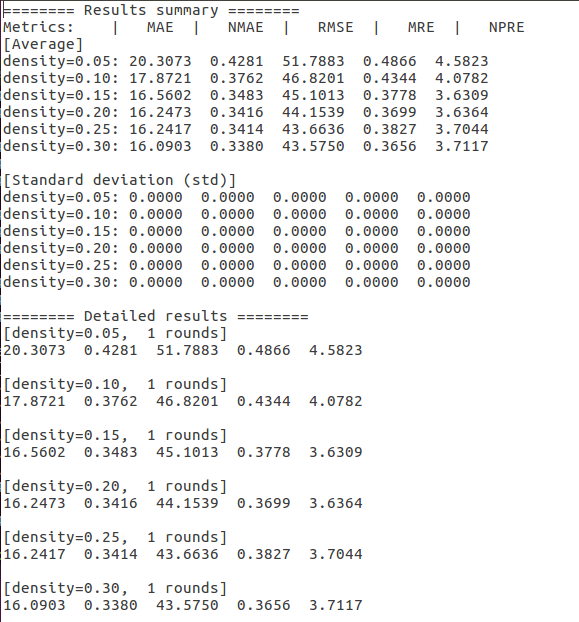 ======== Results summary ========
Metrics:    |   MAE  |   NMAE  |   RMSE  |   MRE  |   NPRE
[Average]
density=0.05: 20.3073  0.4281  51.7883  0.4866  4.5823
density=0.10: 17.8721  0.3762  46.8201  0.4344  4.0782
density=0.15: 16.5602  0.3483  45.1013  0.3778  3.6309
density=0.20: 16.2473  0.3416  44.1539  0.3699  3.6364
density=0.25: 16.2417  0.3414  43.6636  0.3827  3.7044
density=0.30: 16.0903  0.3380  43.5750  0.3656  3.7117

[Standard deviation (std)]
density=0.05: 0.0000  0.0000  0.0000  0.0000  0.0000
density=0.10: 0.0000  0.0000  0.0000  0.0000  0.0000
density=0.15: 0.0000  0.0000  0.0000  0.0000  0.0000
density=0.20: 0.0000  0.0000  0.0000  0.0000  0.0000
density=0.25: 0.0000  0.0000  0.0000  0.0000  0.0000
density=0.30: 0.0000  0.0000  0.0000  0.0000  0.0000

======== Detailed results ========
[density=0.05,  1 rounds]
20.3073  0.4281  51.7883  0.4866  4.5823

[density=0.10,  1 rounds]
17.8721  0.3762  46.8201  0.4344  4.0782

[density=0.15,  1 rounds]
16.5602  0.3483  45.1013  0.3778  3.6309

[density=0.20,  1 rounds]
16.2473  0.3416  44.1539  0.3699  3.6364

[density=0.25,  1 rounds]
16.2417  0.3414  43.6636  0.3827  3.7044

[density=0.30,  1 rounds]
16.0903  0.3380  43.5750  0.3656  3.7117